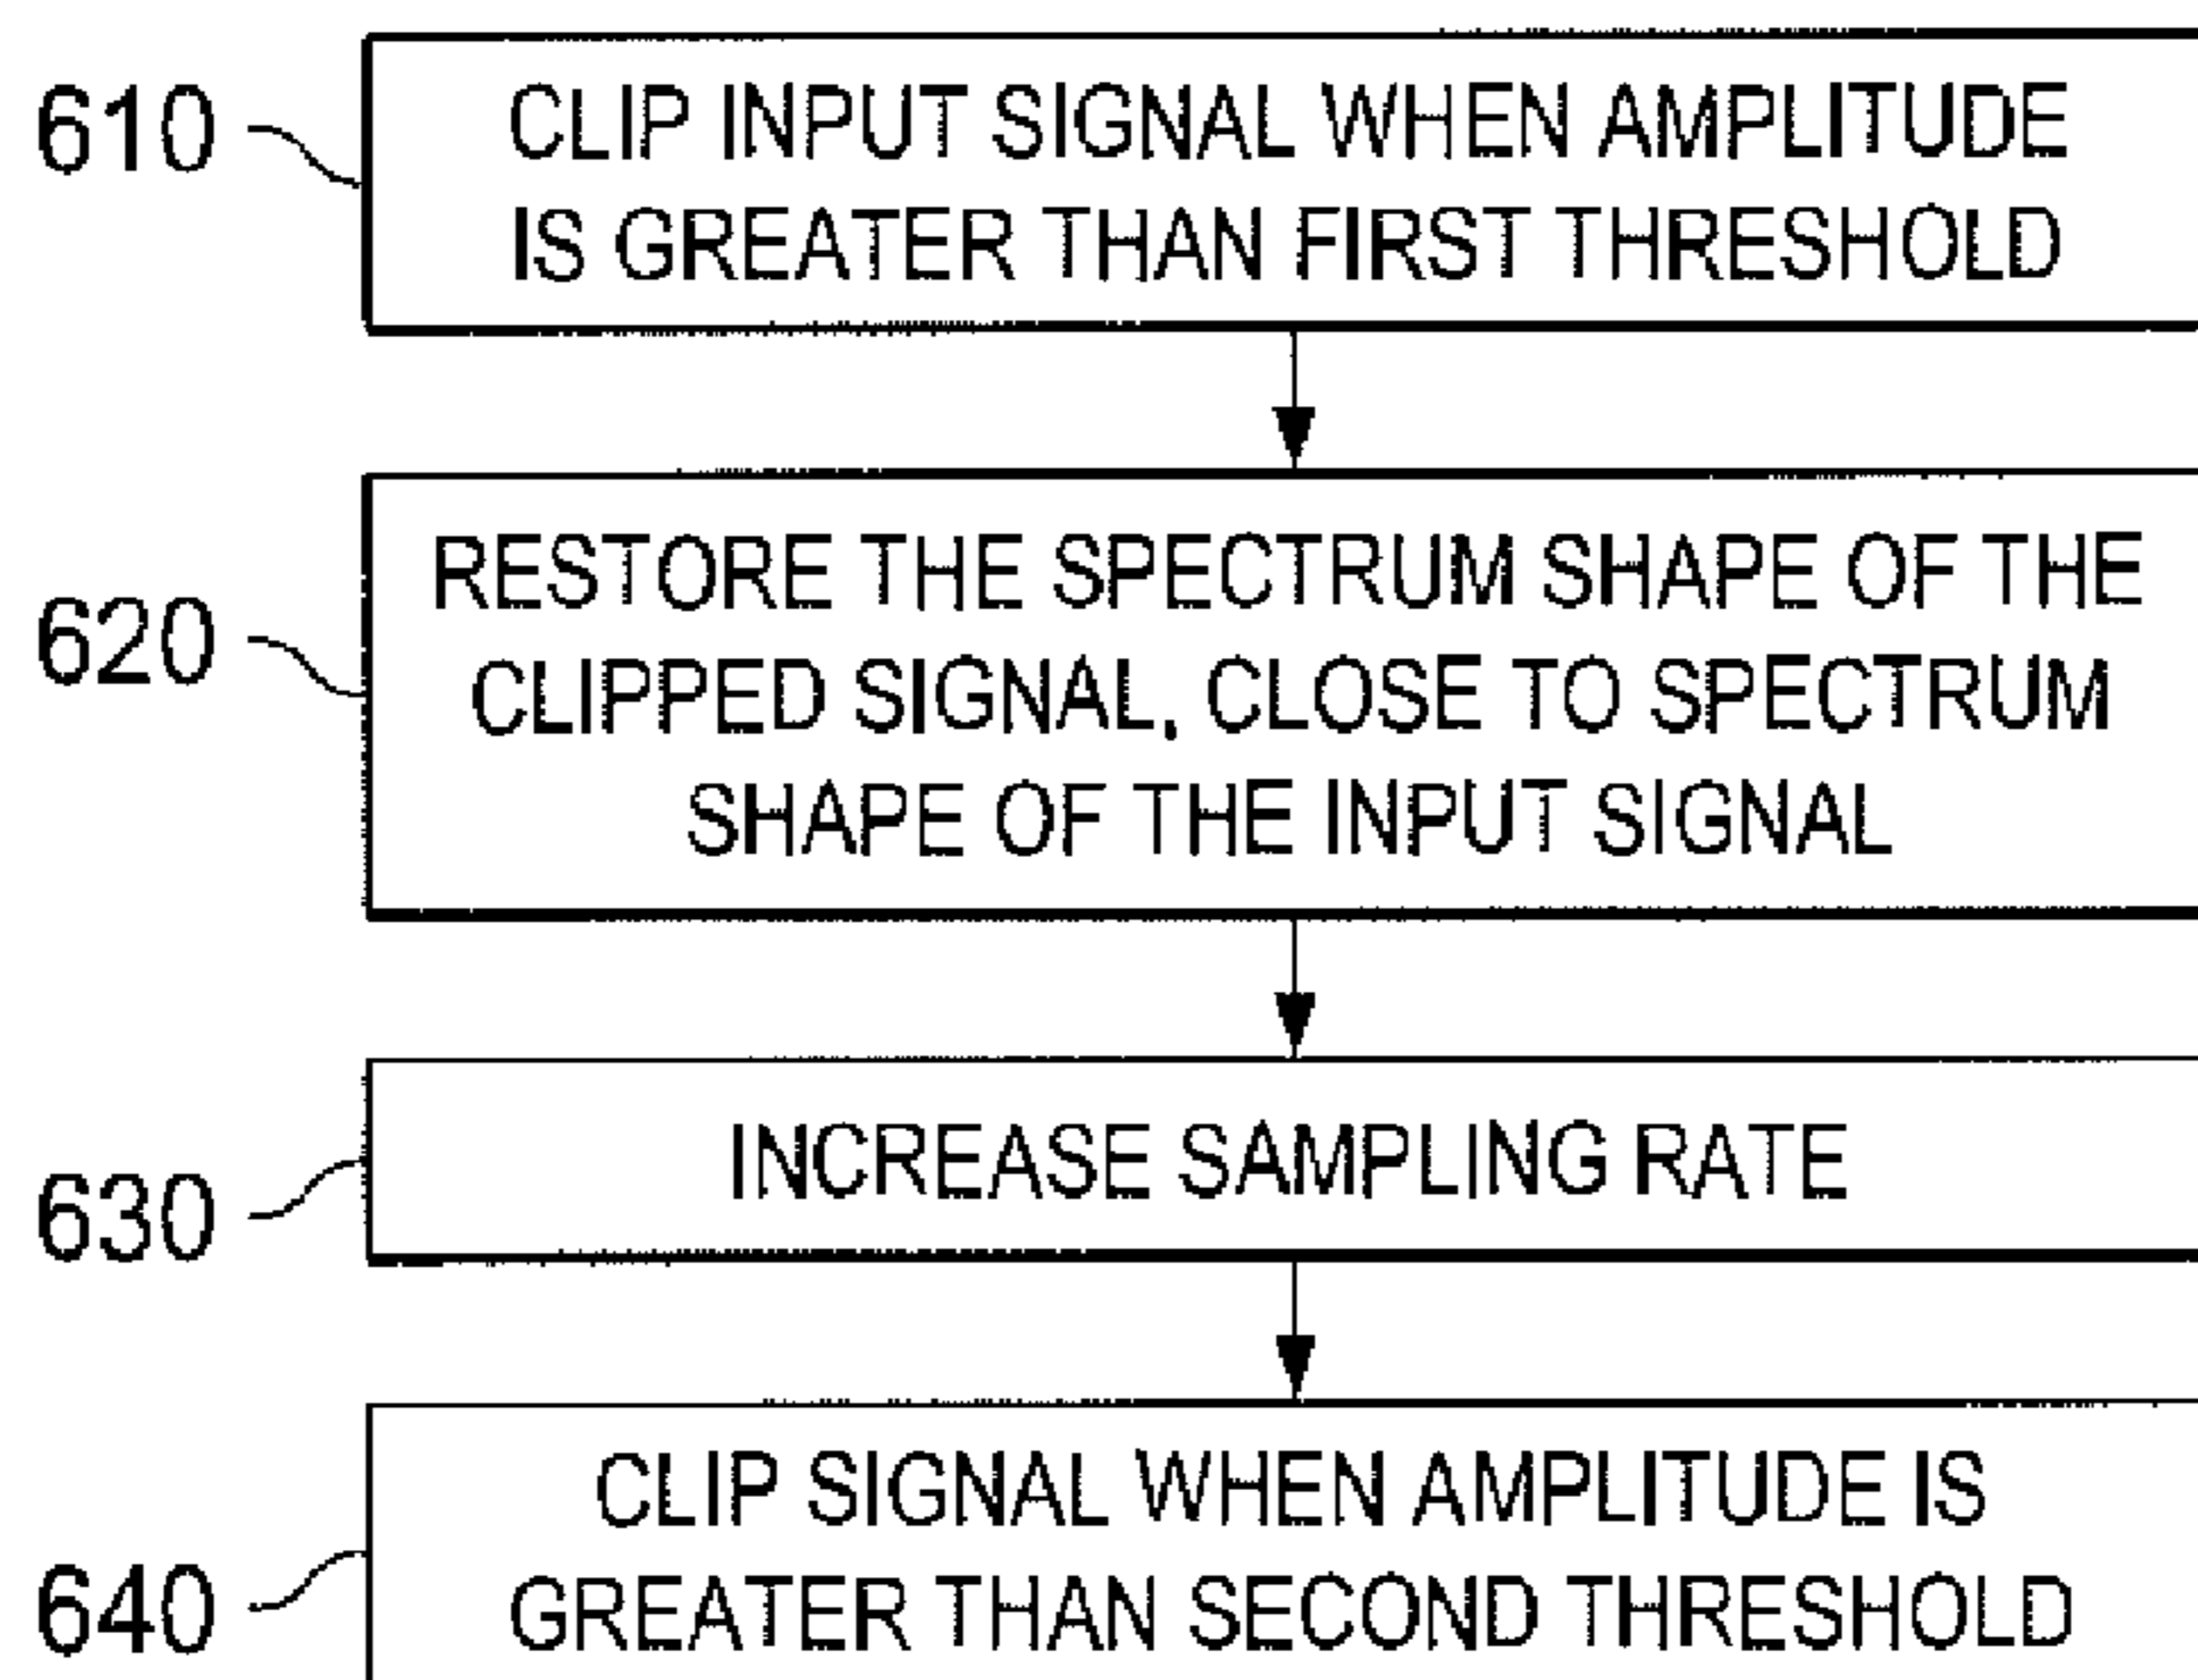 610
CLIP INPUT SIGNAL WHEN AMPLITUDE
IS GREATER THAN FIRST THRESHOLD
620
RESTORE THE SPECTRUM SHAPE OF THE
CLIPPED SIGNAL, CLOSE TO SPECTRUM
SHAPE OF THE INPUT SIGNAL
630
INCREASE SAMPLING RATE
640
CLIP SIGNAL WHEN AMPLITUDE IS
GREATER THAN SECOND THRESHOLD